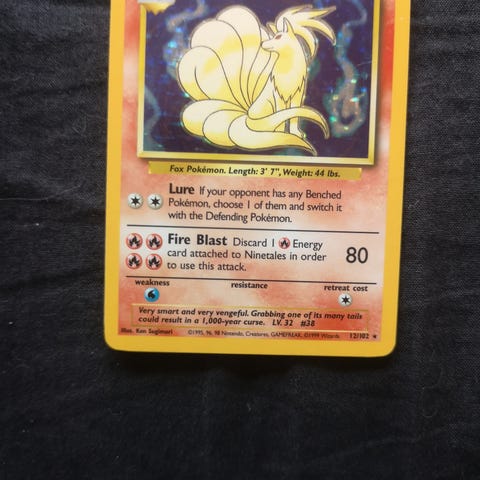 Fox Pokémon. Length: 3' 7", Weight: 44 lbs.
Lure If your opponent has any Benched
Pokémon, choose 1 of them and switch it
with the Defending Pokémon.
Fire Blast Discard 1 Energy
card attached to Ninetales in order
to use this attack.
80
weakness resistance retreat cost
Very smart and very vengeful. Grabbing one of its many tails
could result in a 1,000-year curse. LV. 32 #38
Illus. Ken Sugimori ©1995, 96, 98 Nintendo, Creatures, GAMEFREAK. ©1999 Wizards. 12/102